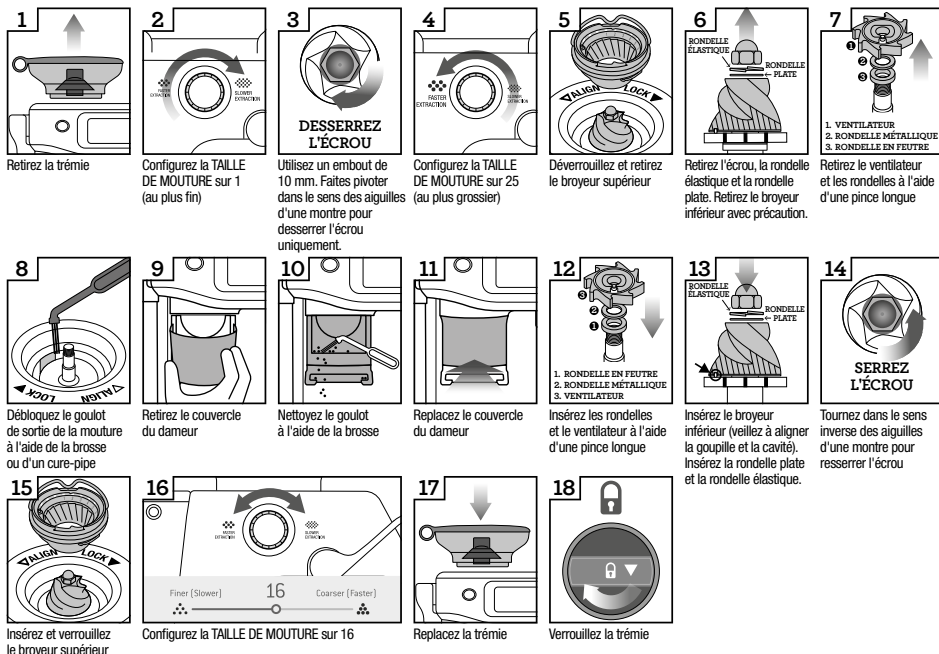 1
Retirez la trémie
2
FASTER
EXTRACTION
SLOWER
EXTRACTION
Configurez la TAILLE
DE MOUTURE sur 1
(au plus fin)
3
DESSERREZ
L'ÉCROU
Utilisez un embout de
10 mm. Faites pivoter
dans le sens des aiguilles
d'une montre pour
desserrer l'écrou
uniquement.
4
FASTER
EXTRACTION
SLOWER
EXTRACTION
Configurez la TAILLE
DE MOUTURE sur 25
(au plus grossier)
5
ALIGN LOCK
Déverrouillez et retirez
le broyeur supérieur
6
RONDELLE
ÉLASTIQUE
RONDELLE
PLATE
Retirez l'écrou, la rondelle
élastique et la rondelle
plate. Retirez le broyeur
inférieur avec précaution.
7
1
2
3
1. VENTILATEUR
2. RONDELLE MÉTALLIQUE
3. RONDELLE EN FEUTRE
Retirez le ventilateur
et les rondelles à l'aide
d'une pince longue
8
LOCK ALIGN
Débloquez le goulot
de sortie de la mouture
à l'aide de la brosse
ou d'un cure-pipe
9
Retirez le couvercle
du dameur
10
Nettoyez le goulot
à l'aide de la brosse
11
Replacez le couvercle
du dameur
12
3
2
1
1. RONDELLE EN FEUTRE
2. RONDELLE MÉTALLIQUE
3. VENTILATEUR
Insérez les rondelles
et le ventilateur à l'aide
d'une pince longue
13
RONDELLE
ÉLASTIQUE
RONDELLE
PLATE
Insérez le broyeur
inférieur (veillez à aligner
la goupille et la cavité).
Insérez la rondelle plate
et la rondelle élastique.
14
SERREZ
L'ÉCROU
Tournez dans le sens
inverse des aiguilles
d'une montre pour
resserrer l'écrou
15
ALIGN LOCK
Insérez et verrouillez
le broyeur supérieur
16
FASTER
EXTRACTION
SLOWER
EXTRACTION
Finer (Slower) 16 Coarser (Faster)
Configurez la TAILLE DE MOUTURE sur 16
17
Replacez la trémie
18
Verrouillez la trémie